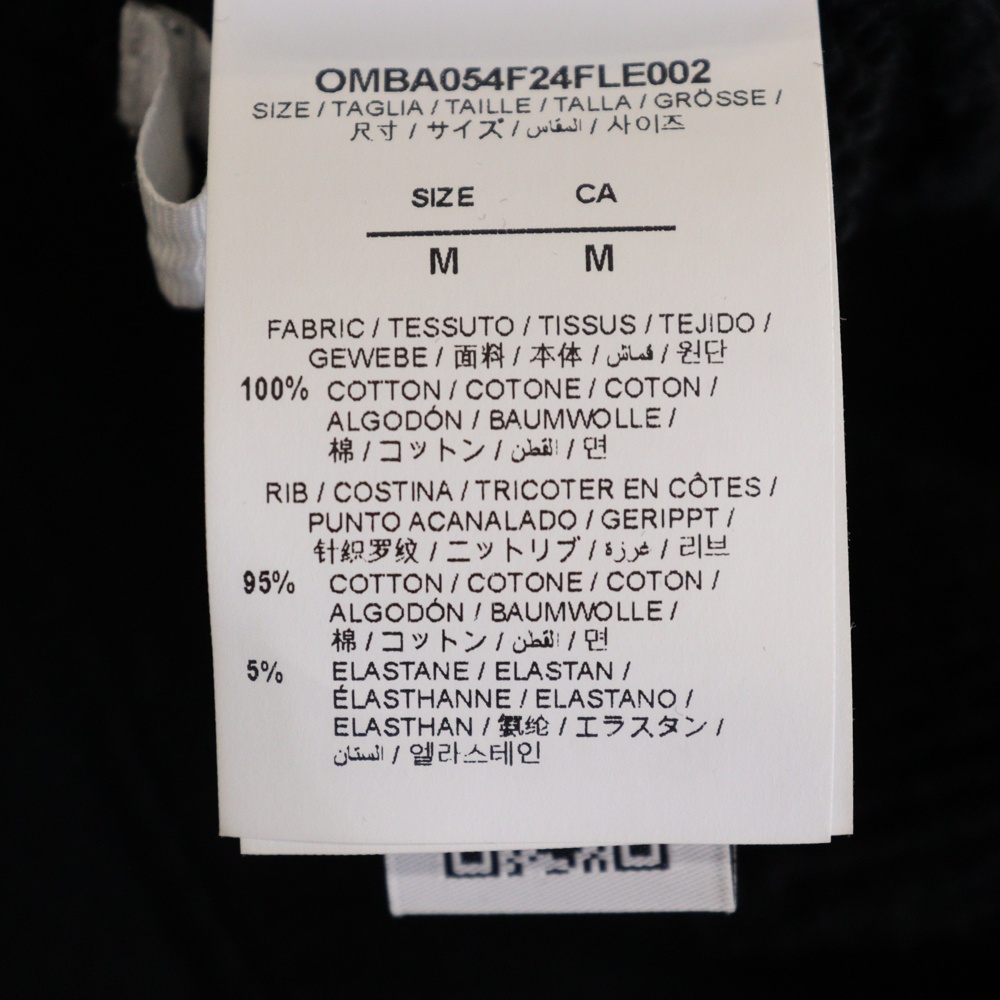 OMBA054F24FLE002
SIZE / TAGLIA / TAILLE / TALLA / GRÖSSE /
尺寸 / サイズ / المقاس / 사이즈
SIZE CA
M M
FABRIC / TESSUTO / TISSUS / TEJIDO /
GEWEBE / 面料 / 本体 / قماش / 원단
100% COTTON / COTONE / COTON /
ALGODÓN / BAUMWOLLE /
棉 / コットン / القطن / 면
RIB / COSTINA / TRICOTER EN CÔTES /
PUNTO ACANALADO / GERIPPT /
针织罗纹 / ニットリブ / غرزة / 리브
95% COTTON / COTONE / COTON /
ALGODÓN / BAUMWOLLE /
棉 / コットン / القطن / 면
5% ELASTANE / ELASTAN /
ÉLASTHANNE / ELASTANO /
ELASTHAN / 氨纶 / エラスタン /
الستان / 엘라스테인